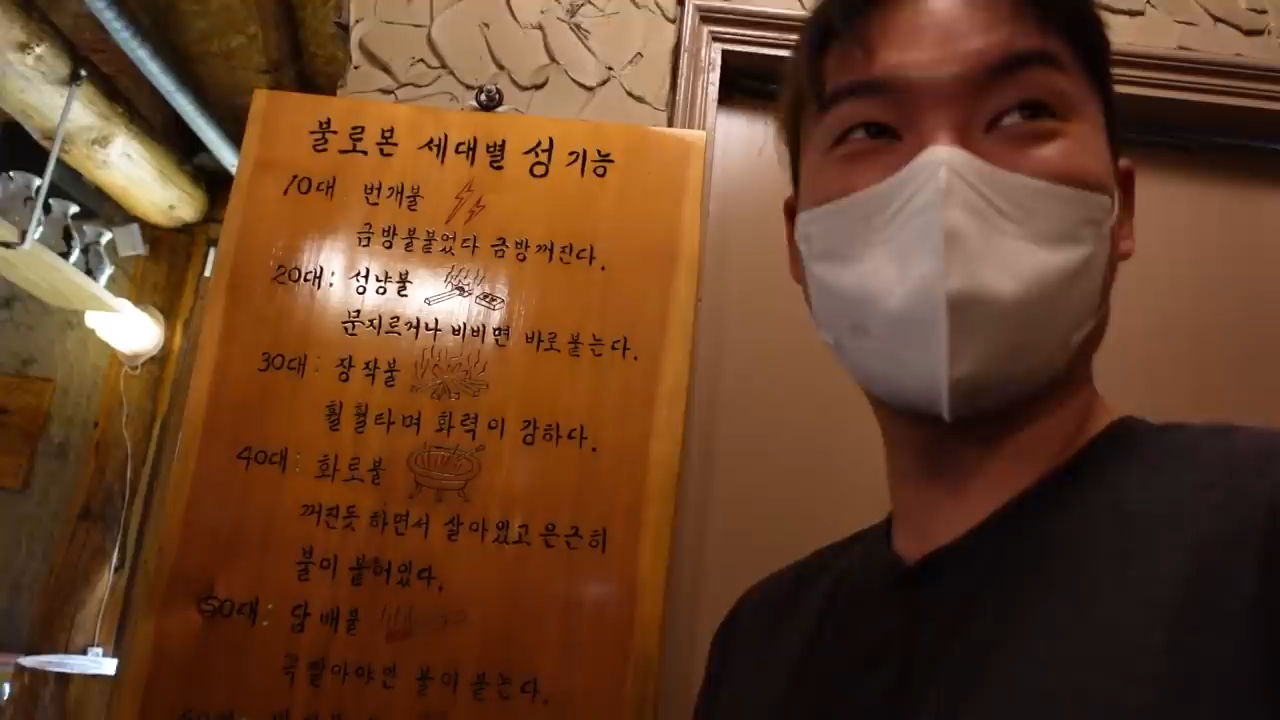 불로본 세대별 성 기능
10대 번개불
금방불붙었다 금방꺼진다.
20대: 성냥불
문지르거나 비비면 바로붙는다.
30대: 장작불
훨훨타며 화력이 강하다.
40대: 화로불
꺼진듯 하면서 살아있고 은근히
불이 붙허있다.
50대: 담배불
빨아야만 불이 붙는다.